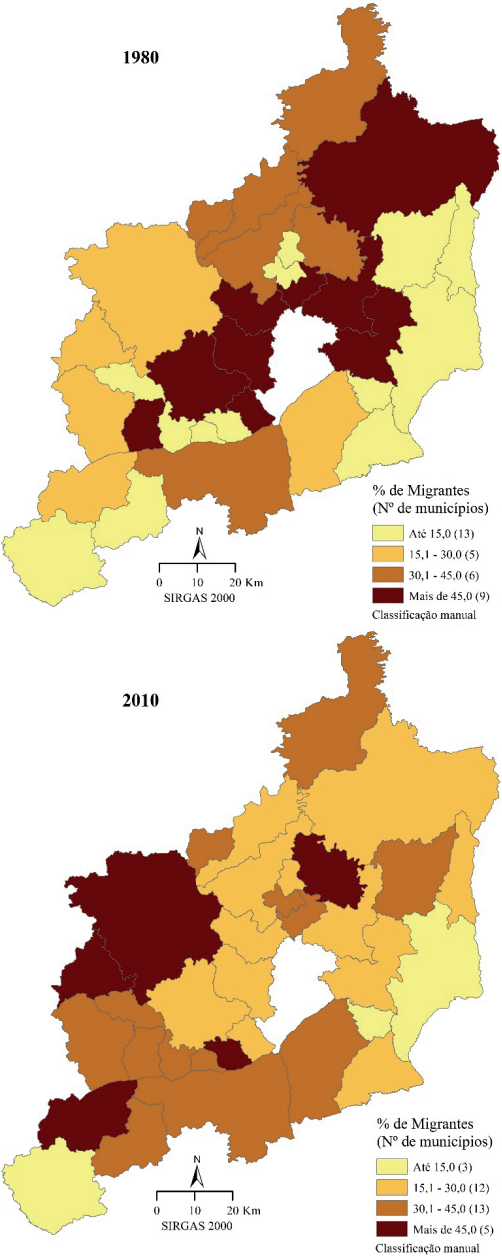 1980
% de Migrantes
(Nº de municípios)
Até 15,0 (13)
15,1 - 30,0 (5)
30,1 - 45,0 (6)
Mais de 45,0 (9)
Classificação manual
N
0 10 20 Km
SIRGAS 2000
2010
% de Migrantes
(Nº de municípios)
Até 15,0 (3)
15,1 - 30,0 (12)
30,1 - 45,0 (13)
Mais de 45,0 (5)
Classificação manual
N
0 10 20 Km
SIRGAS 2000